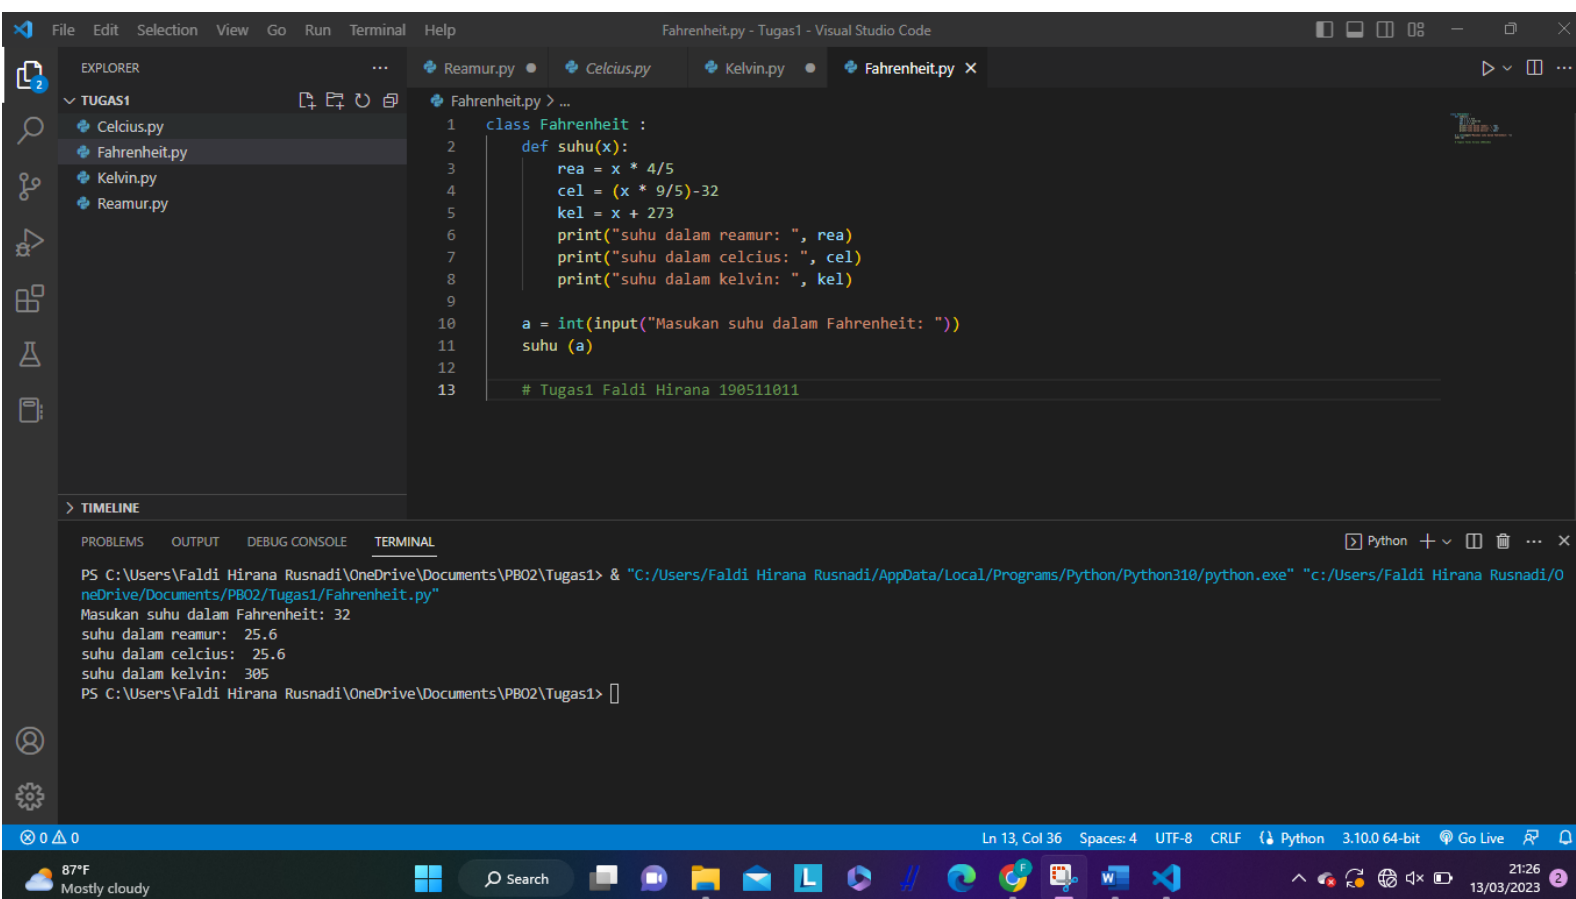 File Edit Selection View Go Run Terminal Help
Fahrenheit.py - Tugas1 - Visual Studio Code
EXPLORER
Reamur.py
Celcius.py
Kelvin.py
Fahrenheit.py
TUGAS1
Celcius.py
Fahrenheit.py
Kelvin.py
Reamur.py
2
Fahrenheit.py > ...
1 class Fahrenheit :
2 def suhu(x):
3 rea = x * 4/5
4 cel = (x * 9/5)-32
5 kel = x + 273
6 print("suhu dalam reamur: ", rea)
7 print("suhu dalam celcius: ", cel)
8 print("suhu dalam kelvin: ", kel)
9
10 a = int(input("Masukan suhu dalam Fahrenheit: "))
11 suhu (a)
12
13 # Tugas1 Faldi Hirana 190511011
TIMELINE
PROBLEMS OUTPUT DEBUG CONSOLE TERMINAL
Python
PS C:\Users\Faldi Hirana Rusnadi\OneDrive\Documents\PBO2\Tugas1> & "C:/Users/Faldi Hirana Rusnadi/AppData/Local/Programs/Python/Python310/python.exe" "c:/Users/Faldi Hirana Rusnadi/O
neDrive/Documents/PBO2/Tugas1/Fahrenheit.py"
Masukan suhu dalam Fahrenheit: 32
suhu dalam reamur:  25.6
suhu dalam celcius:  25.6
suhu dalam kelvin:  305
PS C:\Users\Faldi Hirana Rusnadi\OneDrive\Documents\PBO2\Tugas1>
0 0
Ln 13, Col 36 Spaces: 4 UTF-8 CRLF Python 3.10.0 64-bit Go Live
87°F
Mostly cloudy
Search
L
F
W
21:26
13/03/2023
2